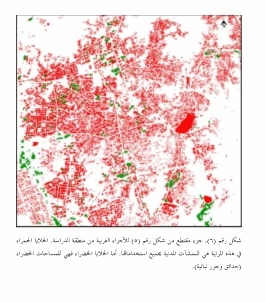 شكل رقم (٦). جزء مقتطع من شكل رقم (٥) للأجزاء الغربية من منطقة الدراسة. الخلايا الحمراء
في هذه المرئية هي المنشآت المدنية بجميع استخداماتها. أما الخلايا الخضراء فهي للمساحات الخضراء
(حدائق وجزر نباتية).